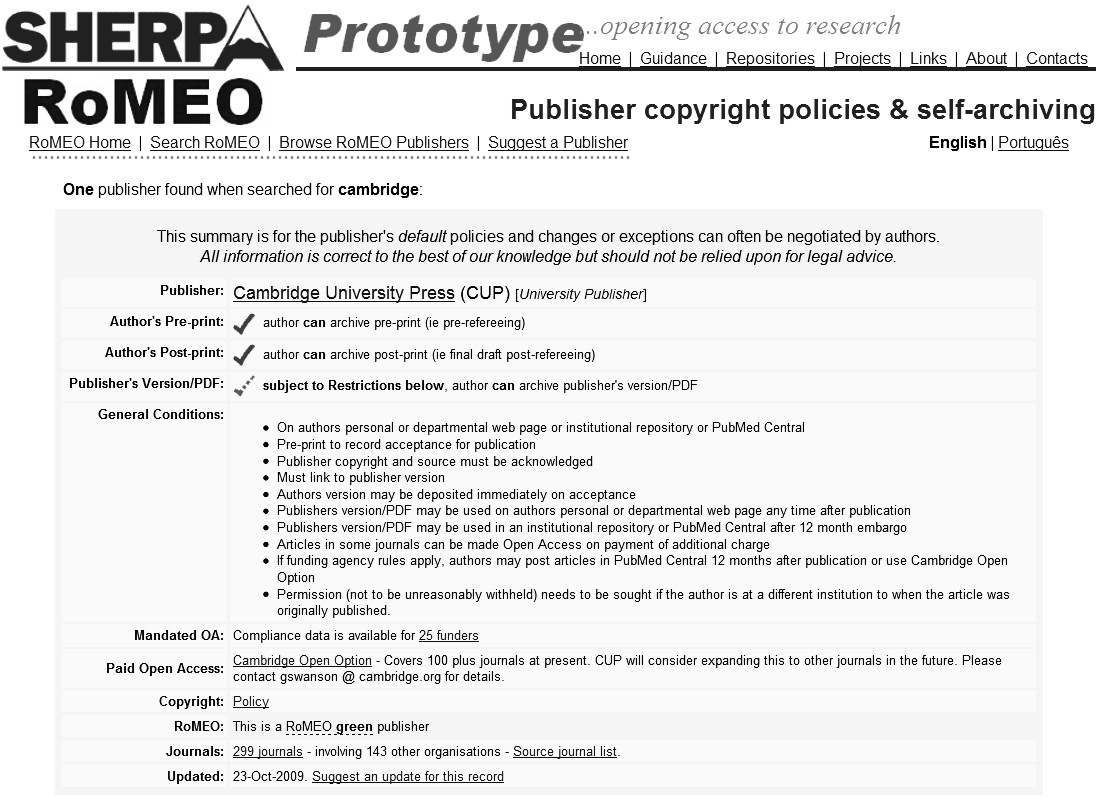 SHERPA
Prototype
...opening access to research
Home | Guidance | Repositories | Projects | Links | About | Contacts
RoMEO
Publisher copyright policies & self-archiving
RoMEO Home | Search RoMEO | Browse RoMEO Publishers | Suggest a Publisher
English | Português
One publisher found when searched for cambridge:
This summary is for the publisher's default policies and changes or exceptions can often be negotiated by authors.
All information is correct to the best of our knowledge but should not be relied upon for legal advice.
Publisher: Cambridge University Press (CUP) [University Publisher]
Author's Pre-print: author can archive pre-print (ie pre-refereeing)
Author's Post-print: author can archive post-print (ie final draft post-refereeing)
Publisher's Version/PDF: subject to Restrictions below, author can archive publisher's version/PDF
General Conditions:
• On authors personal or departmental web page or institutional repository or PubMed Central
• Pre-print to record acceptance for publication
• Publisher copyright and source must be acknowledged
• Must link to publisher version
• Authors version may be deposited immediately on acceptance
• Publishers version/PDF may be used on authors personal or departmental web page any time after publication
• Publishers version/PDF may be used in an institutional repository or PubMed Central after 12 month embargo
• Articles in some journals can be made Open Access on payment of additional charge
• If funding agency rules apply, authors may post articles in PubMed Central 12 months after publication or use Cambridge Open
Option
• Permission (not to be unreasonably withheld) needs to be sought if the author is at a different institution to when the article was
originally published.
Mandated OA: Compliance data is available for 25 funders
Paid Open Access: Cambridge Open Option - Covers 100 plus journals at present. CUP will consider expanding this to other journals in the future. Please
contact gswanson @ cambridge.org for details.
Copyright: Policy
RoMEO: This is a RoMEO green publisher
Journals: 299 journals - involving 143 other organisations - Source journal list.
Updated: 23-Oct-2009. Suggest an update for this record